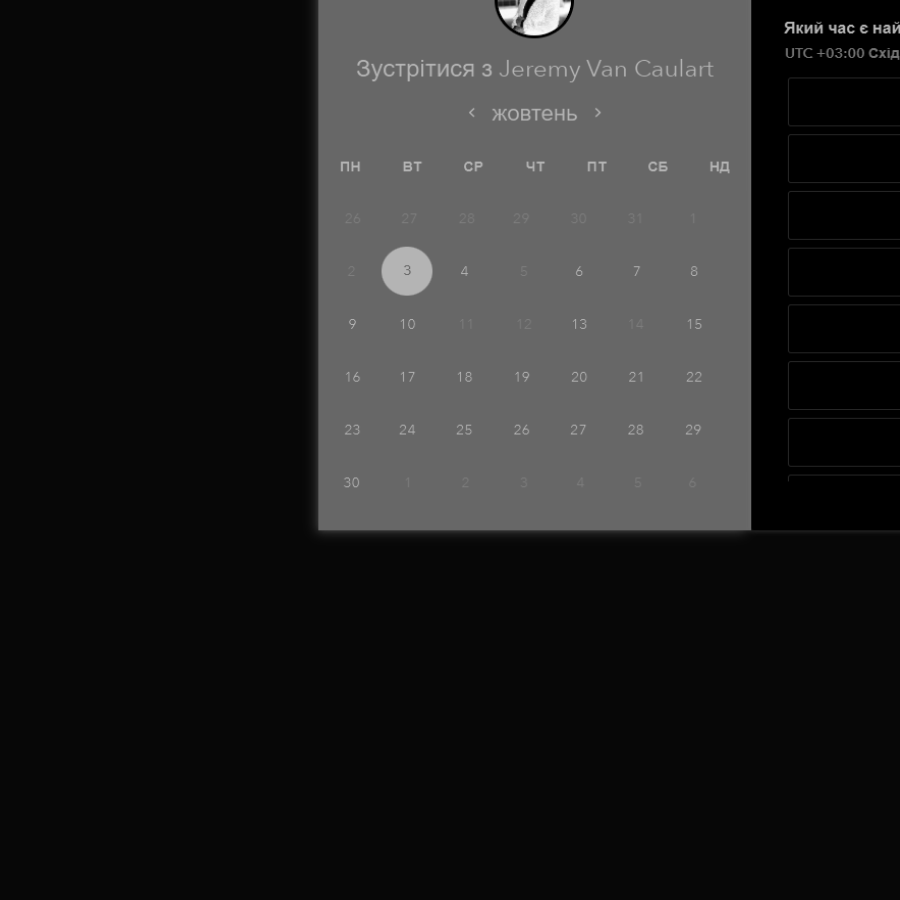 Зустрітися з Jeremy Van Caulart
жовтень
ПН ВТ СР ЧТ ПТ СБ НД
26 27 28 29 30 31 1
2 3 4 5 6 7 8
9 10 11 12 13 14 15
16 17 18 19 20 21 22
23 24 25 26 27 28 29
30 1 2 3 4 5 6
Який час є най
UTC +03:00 Схід